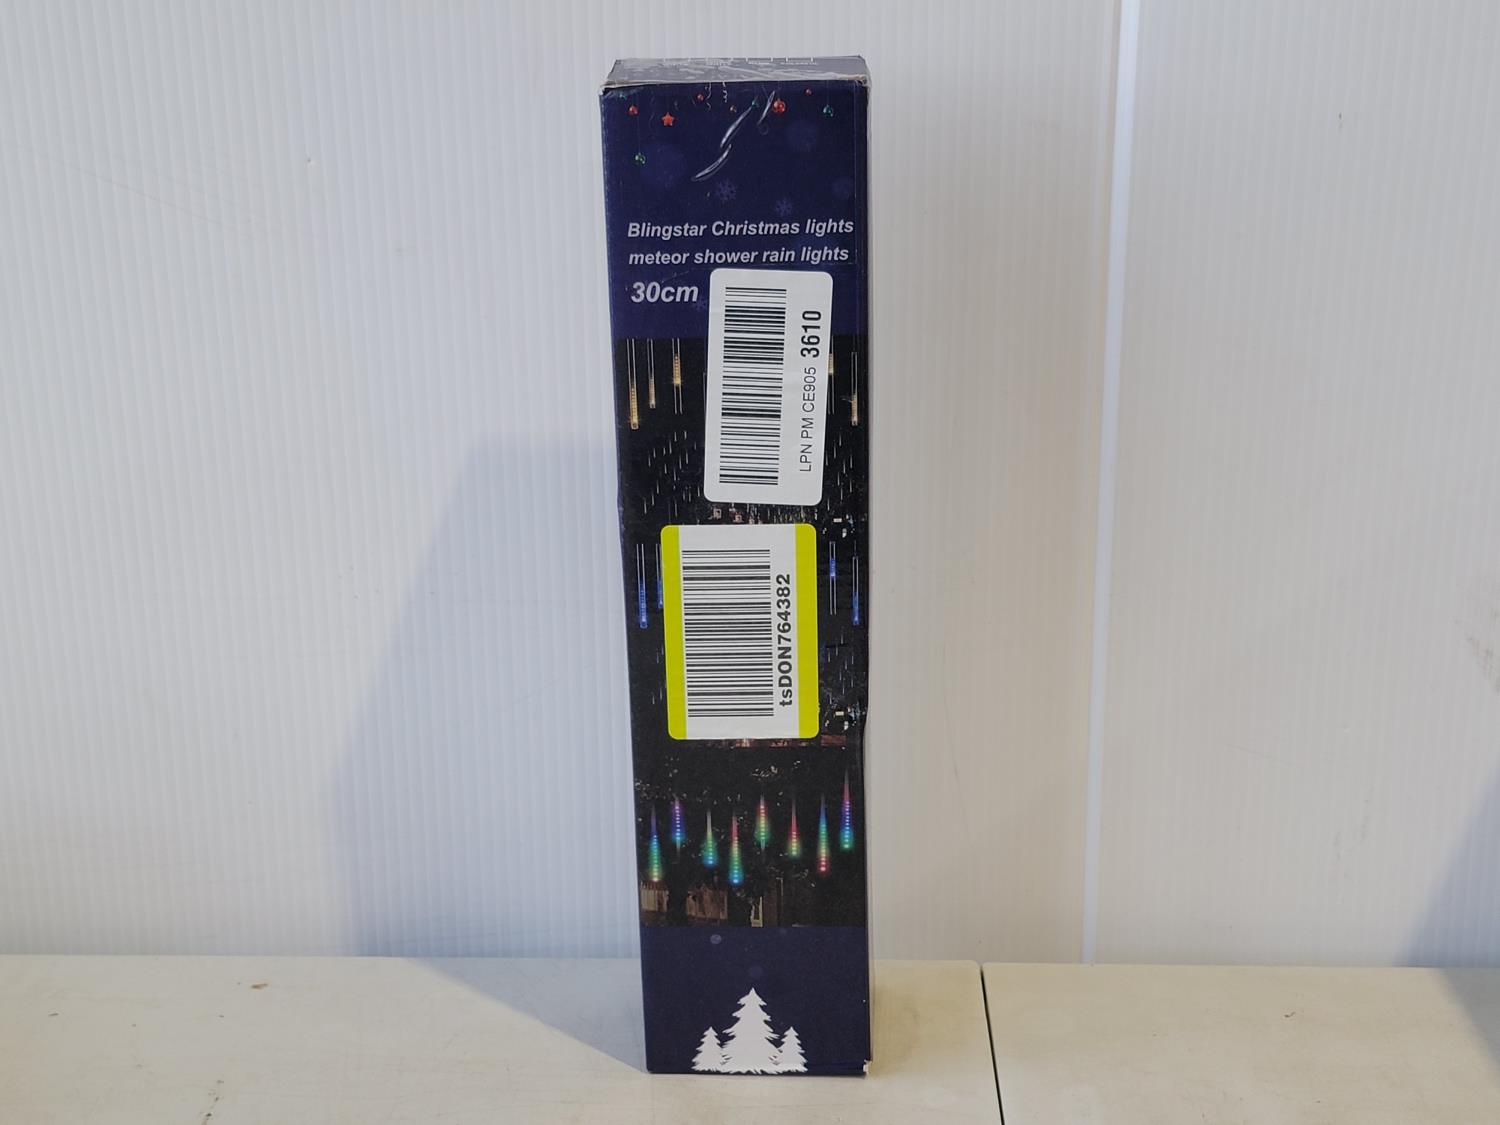 Blingstar Christmas lights
meteor shower rain lights
30cm
LPN PM CE905 3610
tsDON764382